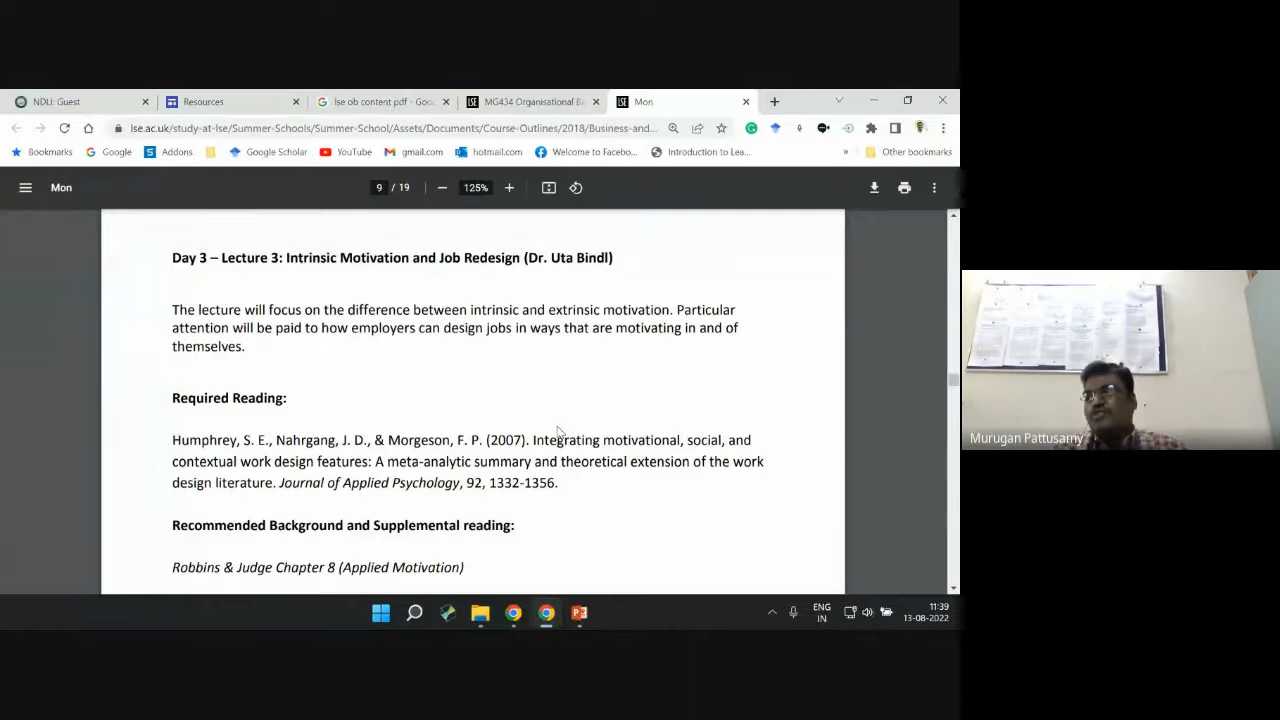 NDLI: Guest
Resources
lse ob content pdf - Goo
MG434 Organisational Be
LSE Mon
lse.ac.uk/study-at-lse/Summer-Schools/Summer-School/Assets/Documents/Course-Outlines/2018/Business-and...
Bookmarks Google Addons Google Scholar YouTube gmail.com hotmail.com Welcome to Facebo... Introduction to Lea... » Other bookmarks
Mon 9 / 19 125%
Day 3 – Lecture 3: Intrinsic Motivation and Job Redesign (Dr. Uta Bindl)
The lecture will focus on the difference between intrinsic and extrinsic motivation. Particular
attention will be paid to how employers can design jobs in ways that are motivating in and of
themselves.
Required Reading:
Humphrey, S. E., Nahrgang, J. D., & Morgeson, F. P. (2007). Integrating motivational, social, and
contextual work design features: A meta-analytic summary and theoretical extension of the work
design literature. Journal of Applied Psychology, 92, 1332-1356.
Recommended Background and Supplemental reading:
Robbins & Judge Chapter 8 (Applied Motivation)
Murugan Pattusamy
ENG
IN
11:39
13-08-2022